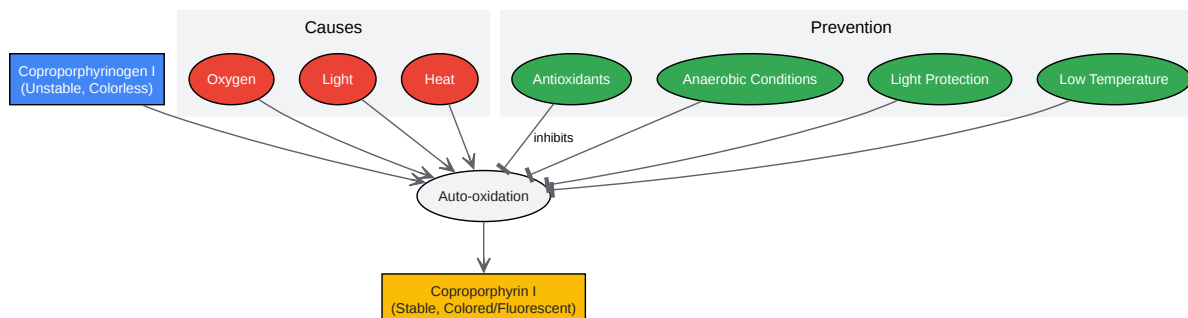 Causes
Prevention
Coproporphyrinogen I
(Unstable, Colorless)
Oxygen
Light
Heat
Antioxidants
Anaerobic Conditions
Light Protection
Low Temperature
inhibits
Auto-oxidation
Coproporphyrin I
(Stable, Colored/Fluorescent)